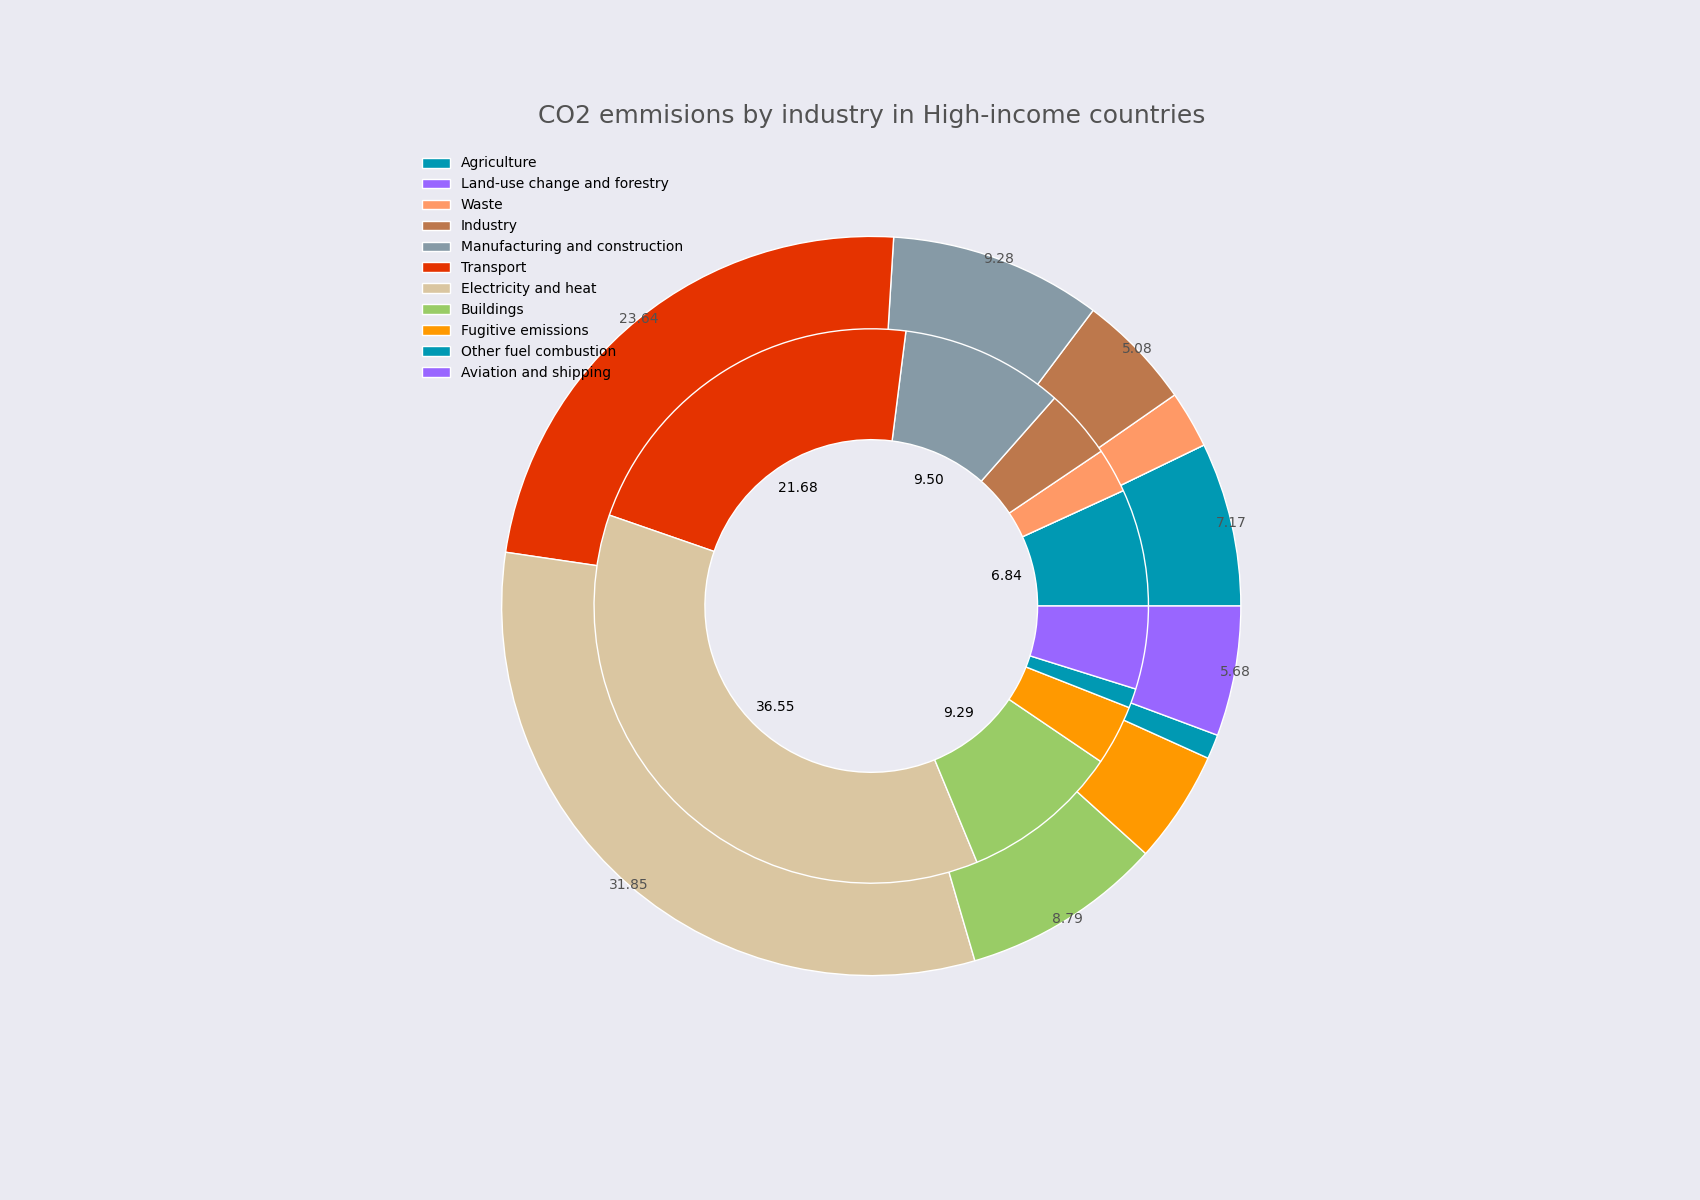 CO2 emmisions by industry in High-income countries
Agriculture
Land-use change and forestry
Waste
Industry
Manufacturing and construction
Transport
Electricity and heat
Buildings
Fugitive emissions
Other fuel combustion
Aviation and shipping
9.28
23.64
5.08
9.50
21.68
7.17
6.84
5.68
36.55
9.29
31.85
8.79